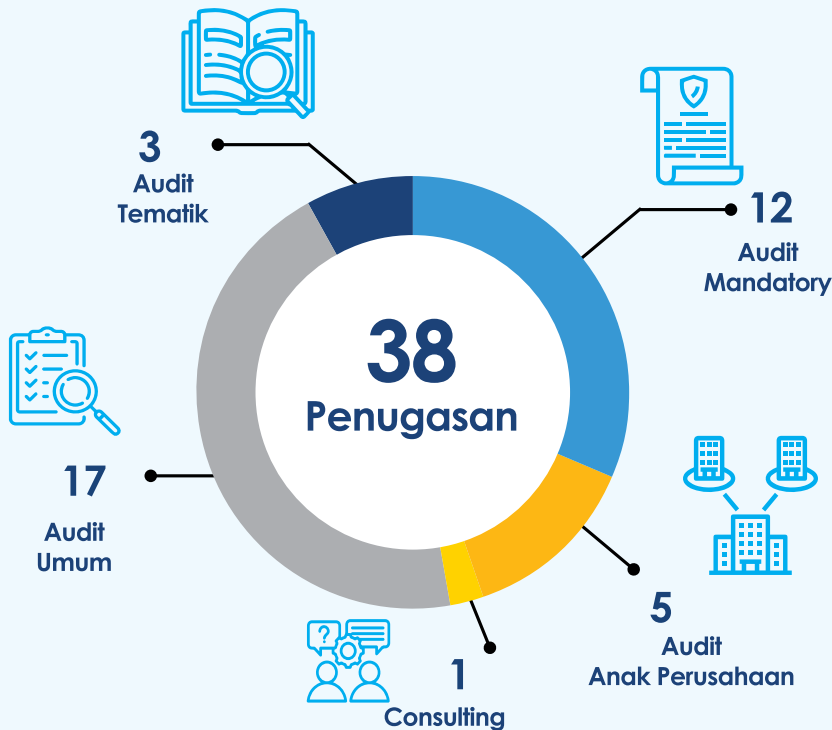 3
Audit
Tematik
12
Audit
Mandatory
38
Penugasan
17
Audit
Umum
5
Audit
Anak Perusahaan
?
1
Consulting